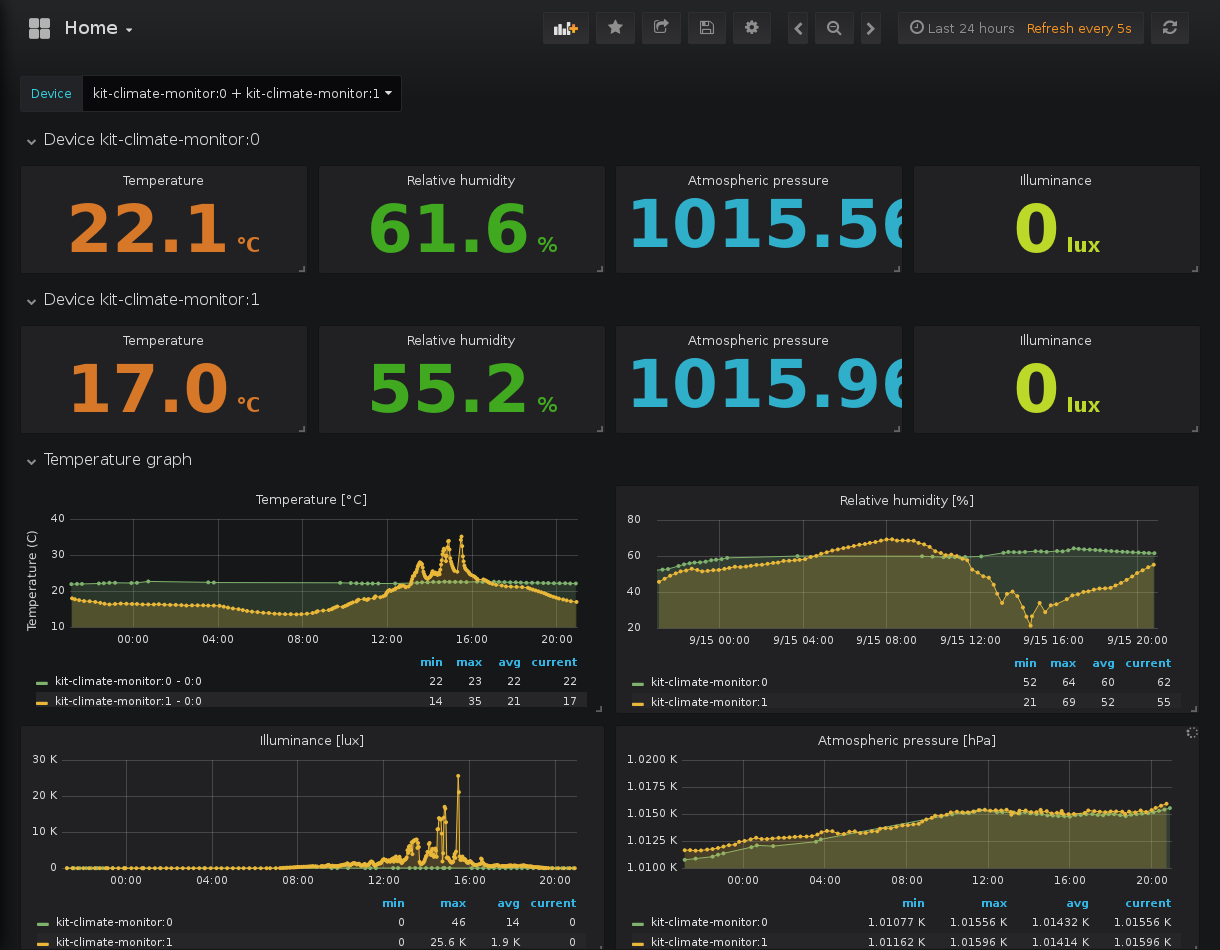 Home
Last 24 hours Refresh every 5s
Device kit-climate-monitor:0 + kit-climate-monitor:1
Device kit-climate-monitor:0
Temperature Relative humidity Atmospheric pressure Illuminance
22.1 °C 61.6 % 1015.56 0 lux
Device kit-climate-monitor:1
Temperature Relative humidity Atmospheric pressure Illuminance
17.0 °C 55.2 % 1015.96 0 lux
Temperature graph
Temperature [°C]
Temperature (C)
40
30
20
10
00:00 04:00 08:00 12:00 16:00 20:00
min max avg current
kit-climate-monitor:0 - 0:0 22 23 22 22
kit-climate-monitor:1 - 0:0 14 35 21 17
Relative humidity [%]
80
60
40
20
9/15 00:00 9/15 04:00 9/15 08:00 9/15 12:00 9/15 16:00 9/15 20:00
min max avg current
kit-climate-monitor:0 52 64 60 62
kit-climate-monitor:1 21 69 52 55
Illuminance [lux]
30 K
20 K
10 K
0
00:00 04:00 08:00 12:00 16:00 20:00
min max avg current
kit-climate-monitor:0 0 46 14 0
kit-climate-monitor:1 0 25.6 K 1.9 K 0
Atmospheric pressure [hPa]
1.0200 K
1.0175 K
1.0150 K
1.0125 K
1.0100 K
00:00 04:00 08:00 12:00 16:00 20:00
min max avg current
kit-climate-monitor:0 1.01077 K 1.01556 K 1.01432 K 1.01556 K
kit-climate-monitor:1 1.01162 K 1.01596 K 1.01414 K 1.01596 K